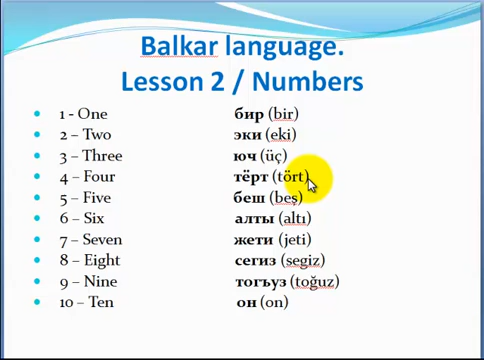 Balkar language.
Lesson 2 / Numbers
1 - One бир (bir)
2 – Two эки (eki)
3 – Three юч (üç)
4 – Four тёрт (tört)
5 – Five беш (beş)
6 – Six алты (altı)
7 – Seven жети (jeti)
8 – Eight сегиз (segiz)
9 – Nine тогъуз (toğuz)
10 – Ten он (on)